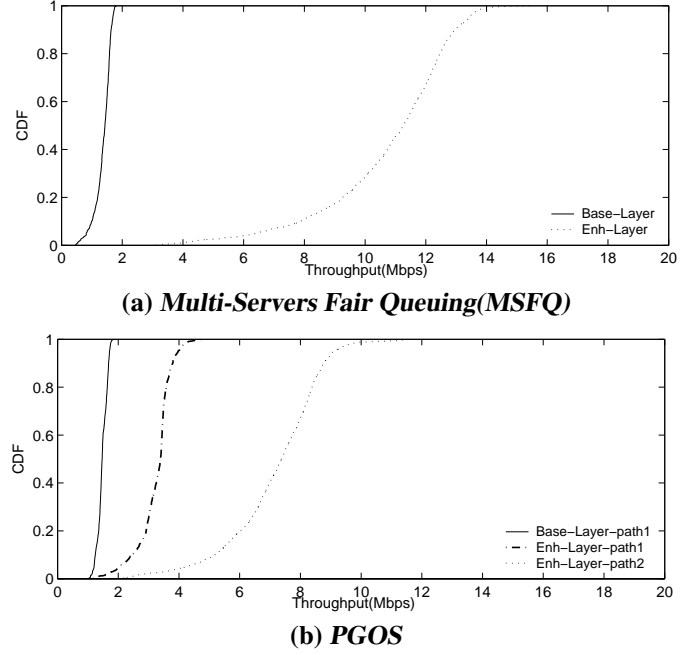 1
0.8
0.6
CDF
0.4
0.2
0
Base-Layer
Enh-Layer
0 2 4 6 8 10 12 14 16 18 20
Throughput(Mbps)
(a) Multi-Servers Fair Queuing(MSFQ)
1
0.8
0.6
CDF
0.4
0.2
0
Base-Layer-path1
Enh-Layer-path1
Enh-Layer-path2
0 2 4 6 8 10 12 14 16 18 20
Throughput(Mbps)
(b) PGOS